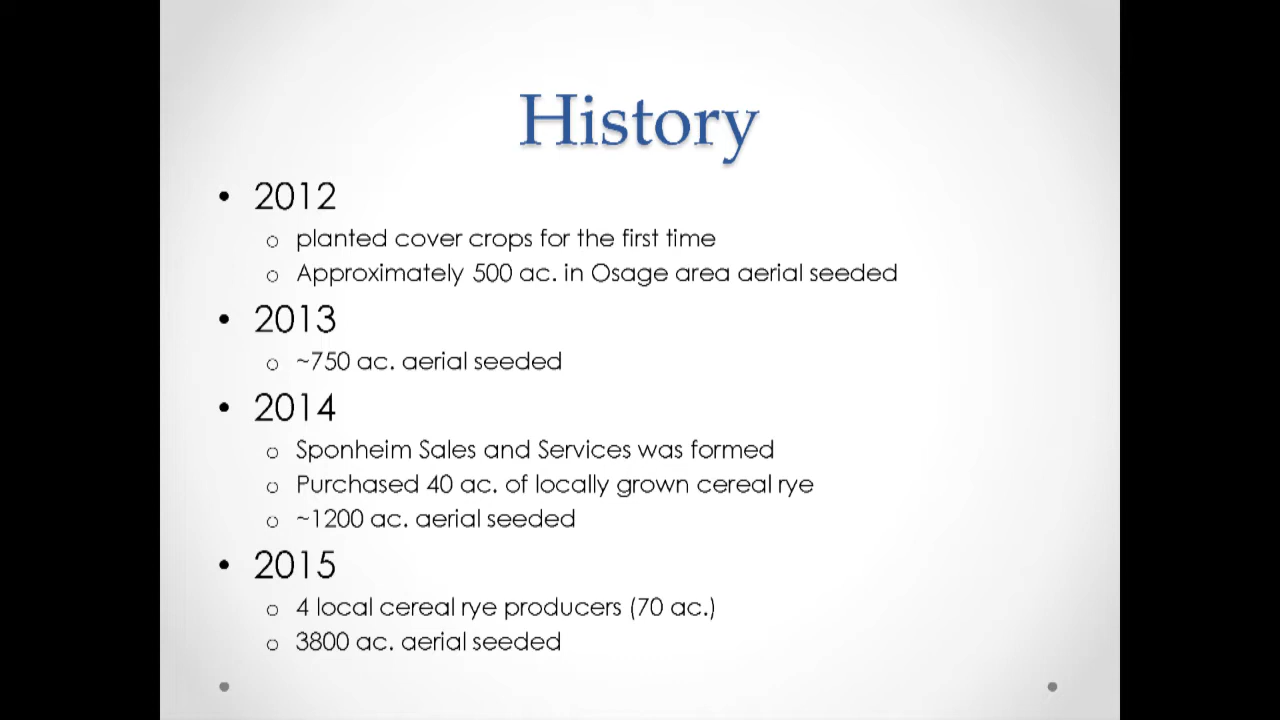 History
• 2012
o planted cover crops for the first time
o Approximately 500 ac. in Osage area aerial seeded
• 2013
o ~750 ac. aerial seeded
• 2014
o Sponheim Sales and Services was formed
o Purchased 40 ac. of locally grown cereal rye
o ~1200 ac. aerial seeded
• 2015
o 4 local cereal rye producers (70 ac.)
o 3800 ac. aerial seeded